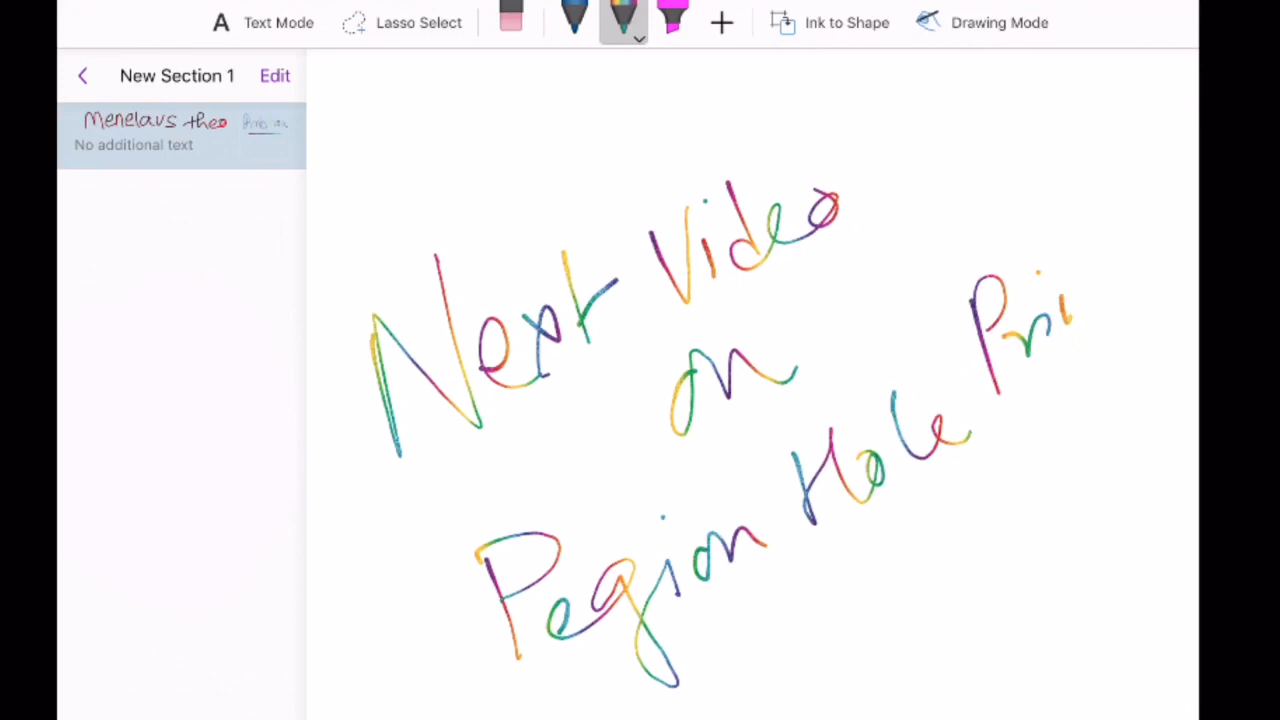 Text Mode Lasso Select Ink to Shape Drawing Mode
New Section 1 Edit
Menelaus theo
No additional text
Next Video
on
Pegion Hole Pri